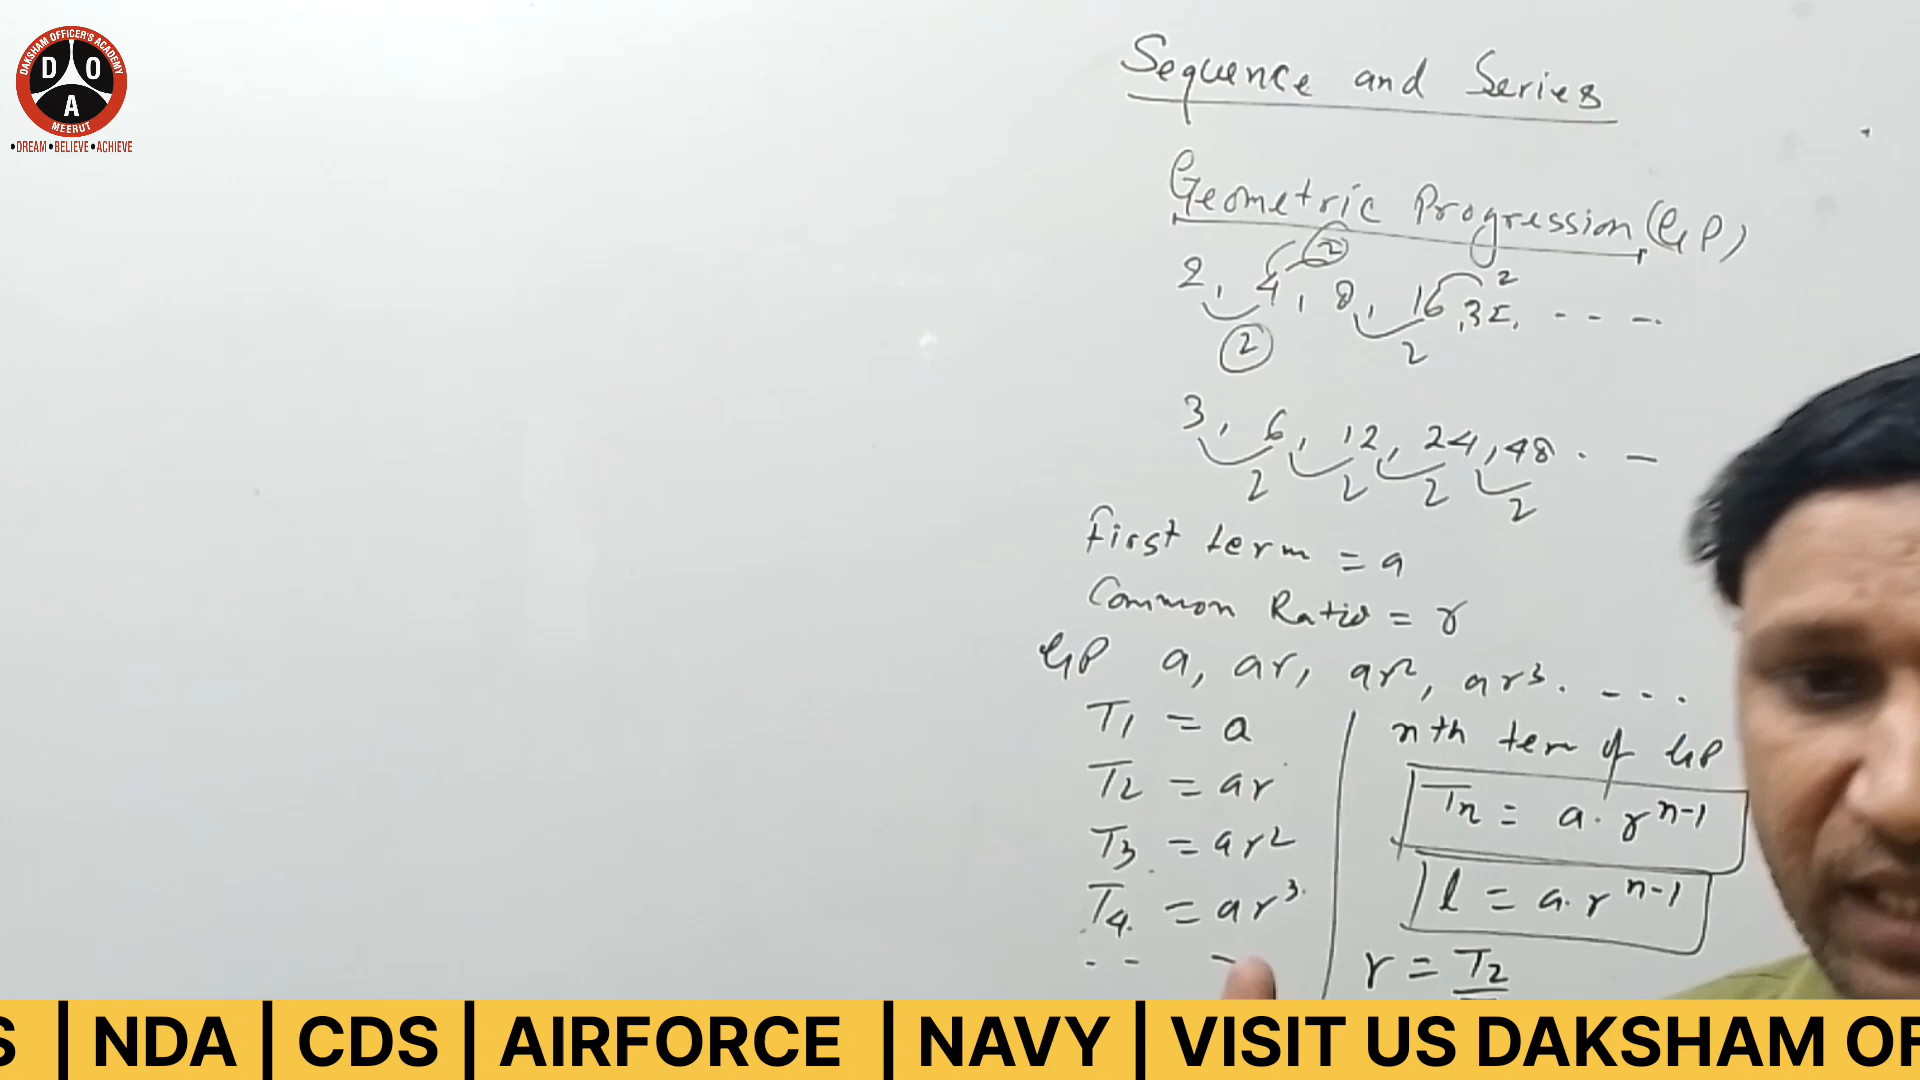 DAKSHAM OFFICER'S ACADEMY
D O
A
MEERUT
•DREAM •BELIEVE •ACHIEVE
Sequence and Series
Geometric Progression (GP)
2
2, 4, 8, 16, 32, - - -.
2
2 2
3, 6, 12, 24, 48 . -
2 2 2 2
First term = a
Common Ratio = r
GP a, ar, ar², ar³. - - -.
T1 = a
T2 = ar
T3 = ar²
T4 = ar³
-- -
nth term of GP
Tn = a. r^n-1
l = a. r^n-1
r = T2
S | NDA | CDS | AIRFORCE | NAVY | VISIT US DAKSHAM OF